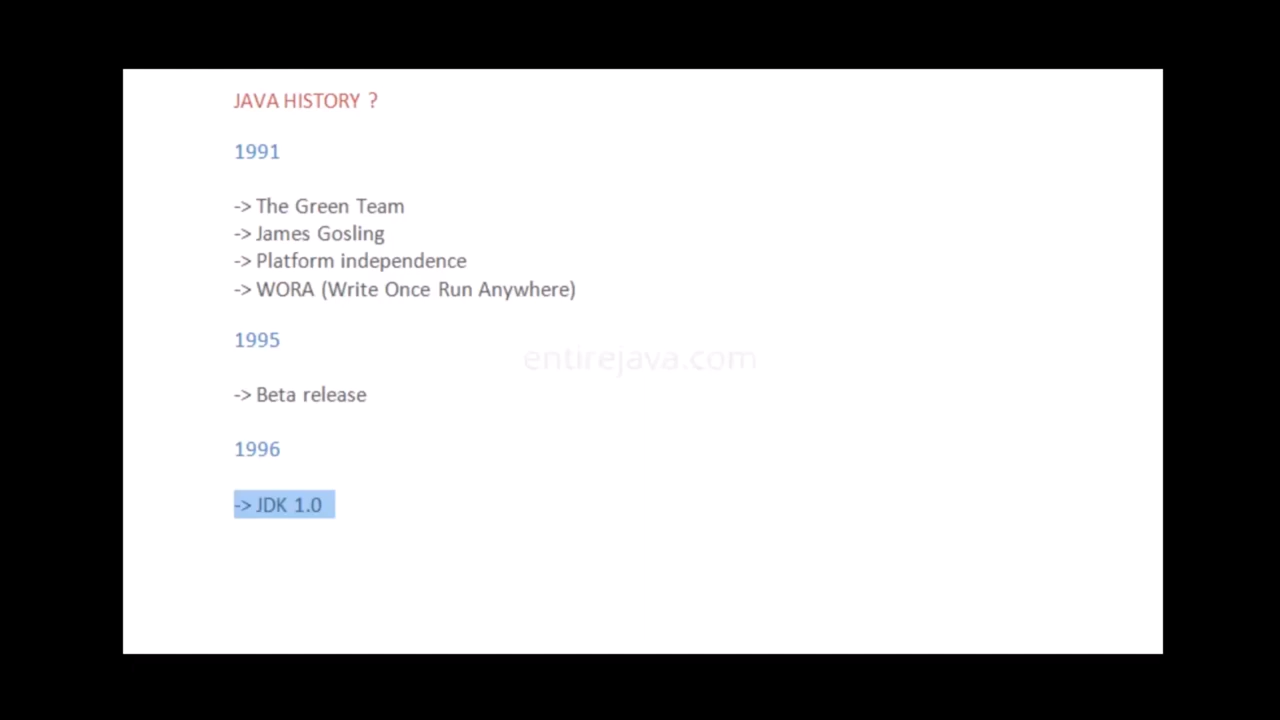 JAVA HISTORY ?
1991
-> The Green Team
-> James Gosling
-> Platform independence
-> WORA (Write Once Run Anywhere)
1995
entirejava.com
-> Beta release
1996
-> JDK 1.0